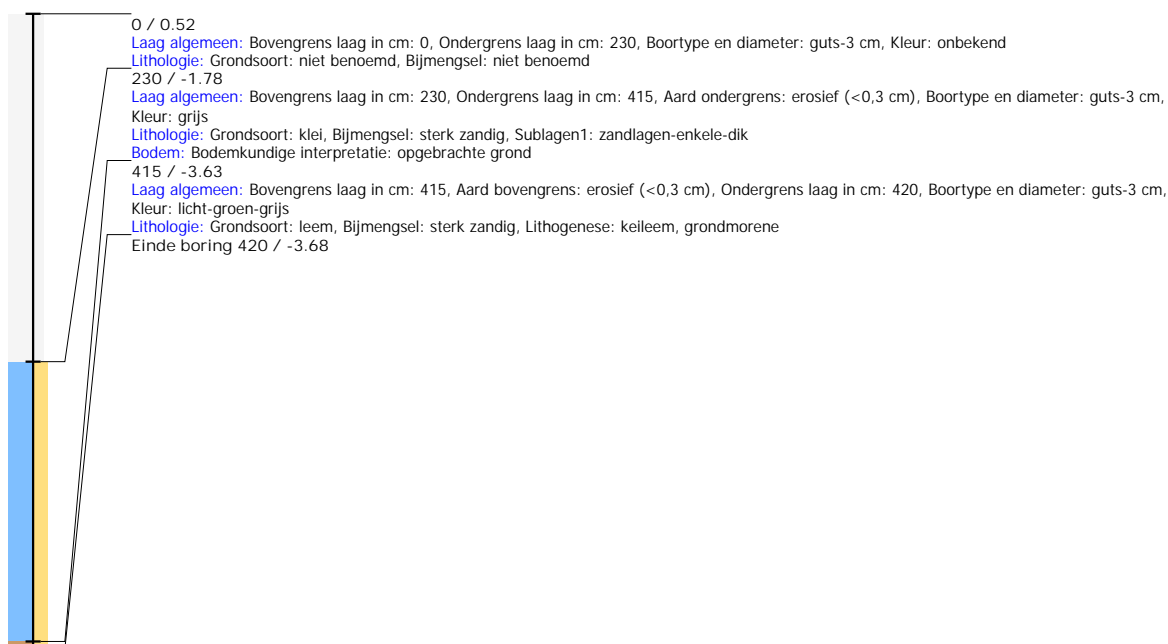 0 / 0.52
Laag algemeen: Bovengrens laag in cm: 0, Ondergrens laag in cm: 230, Boortype en diameter: guts-3 cm, Kleur: onbekend
Lithologie: Grondsoort: niet benoemd, Bijmengsel: niet benoemd
230 / -1.78
Laag algemeen: Bovengrens laag in cm: 230, Ondergrens laag in cm: 415, Aard ondergrens: erosief (<0,3 cm), Boortype en diameter: guts-3 cm,
Kleur: grijs
Lithologie: Grondsoort: klei, Bijmengsel: sterk zandig, Sublagen1: zandlagen-enkele-dik
Bodem: Bodemkundige interpretatie: opgebrachte grond
415 / -3.63
Laag algemeen: Bovengrens laag in cm: 415, Aard bovengrens: erosief (<0,3 cm), Ondergrens laag in cm: 420, Boortype en diameter: guts-3 cm,
Kleur: licht-groen-grijs
Lithologie: Grondsoort: leem, Bijmengsel: sterk zandig, Lithogenese: keileem, grondmorene
Einde boring 420 / -3.68